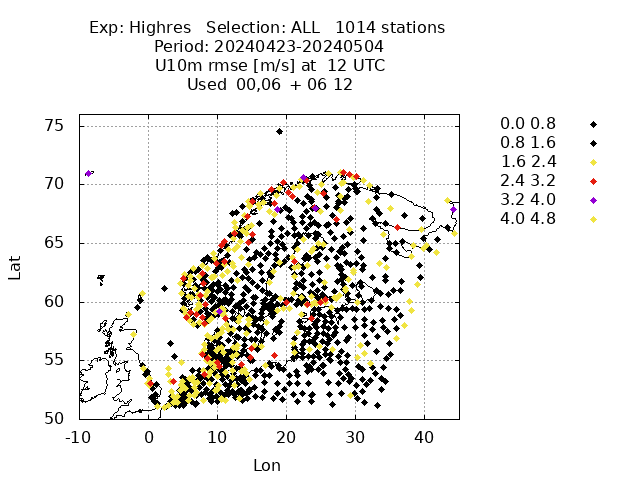 Exp: Highres   Selection: ALL   1014 stations
Period: 20240423-20240504
U10m rmse [m/s] at  12 UTC
Used  00,06  + 06 12
0.0 0.8
0.8 1.6
1.6 2.4
2.4 3.2
3.2 4.0
4.0 4.8
75
70
65
60
55
50
Lat
-10 0 10 20 30 40
Lon